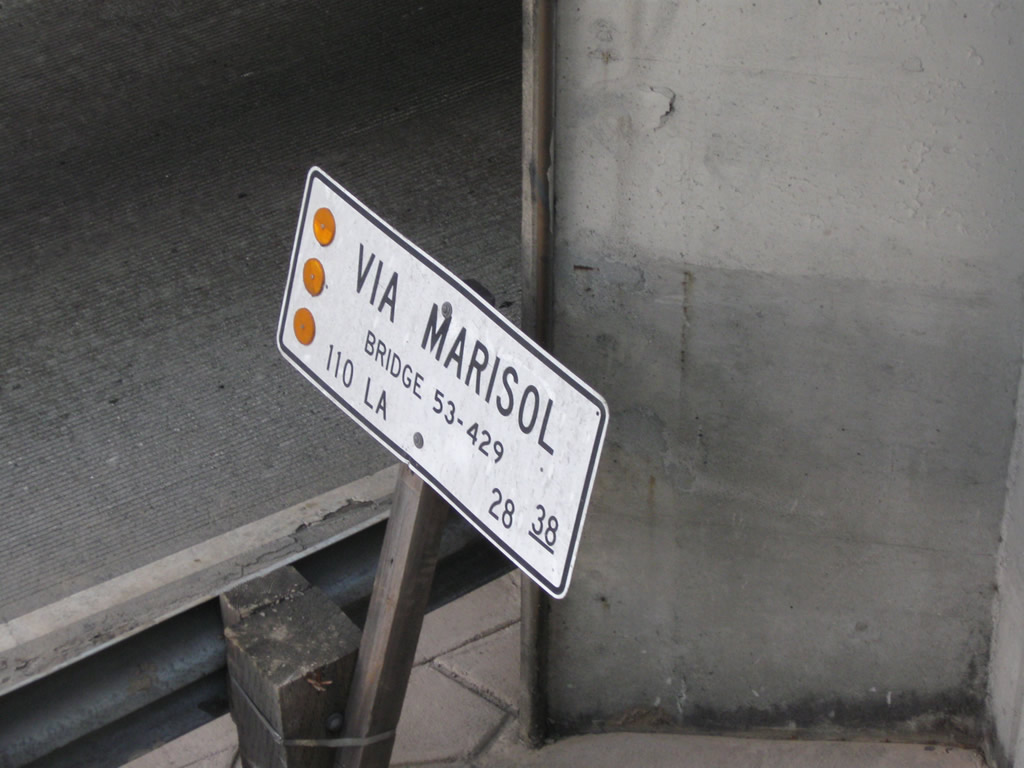 VIA MARISOL
BRIDGE 53-429
110 LA 28 38